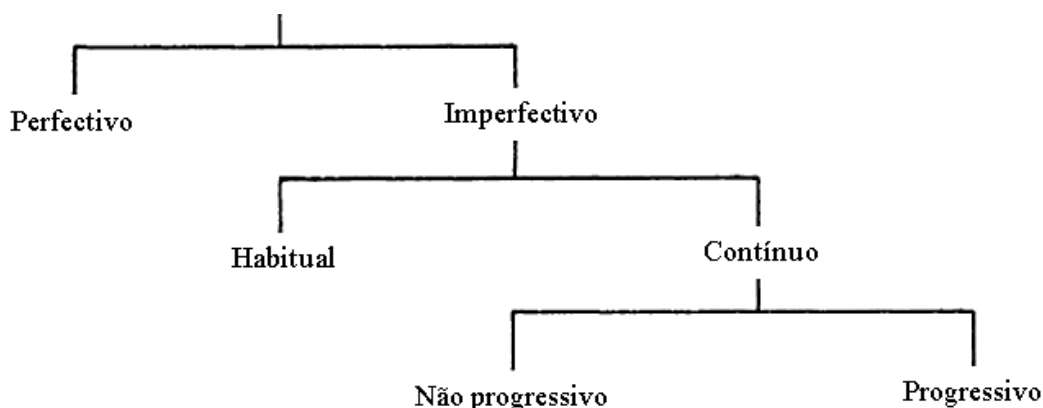 Perfectivo
Imperfectivo
Habitual
Contínuo
Não progressivo
Progressivo